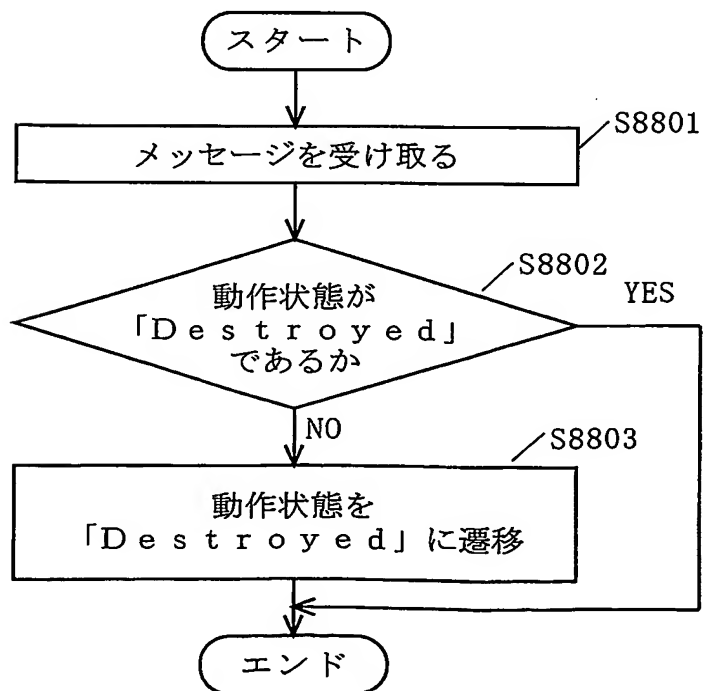 スタート
S8801
メッセージを受け取る
S8802
動作状態が
「Destroyed」
であるか
YES
NO
S8803
動作状態を
「Destroyed」に遷移
エンド